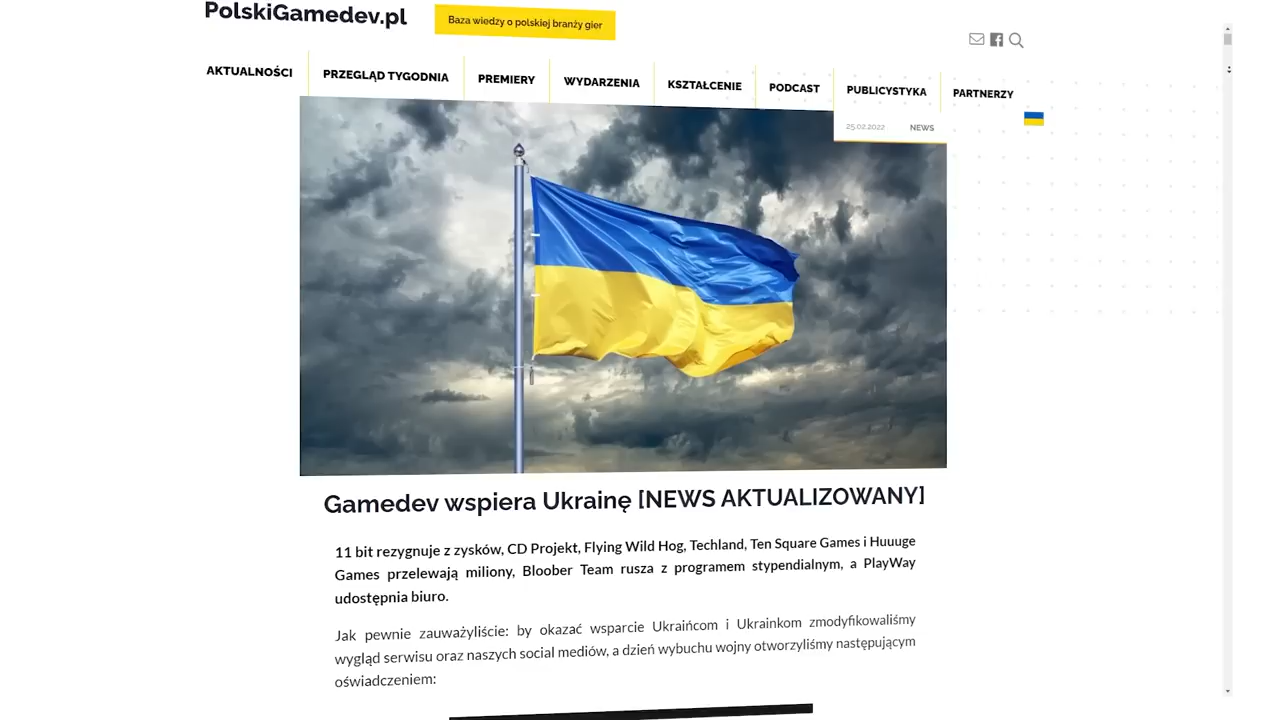 PolskiGamedev.pl
Baza wiedzy o polskiej branży gier
AKTUALNOŚCI
PRZEGLĄD TYGODNIA
PREMIERY
WYDARZENIA
KSZTAŁCENIE
PODCAST
PUBLICYSTYKA
PARTNERZY
25.02.2022 NEWS
Gamedev wspiera Ukrainę [NEWS AKTUALIZOWANY]
11 bit rezygnuje z zysków, CD Projekt, Flying Wild Hog, Techland, Ten Square Games i Huuuge
Games przelewają miliony, Bloober Team rusza z programem stypendialnym, a PlayWay
udostępnia biuro.
Jak pewnie zauważyliście: by okazać wsparcie Ukraińcom i Ukrainkom zmodyfikowaliśmy
wygląd serwisu oraz naszych social mediów, a dzień wybuchu wojny otworzyliśmy następującym
oświadczeniem: